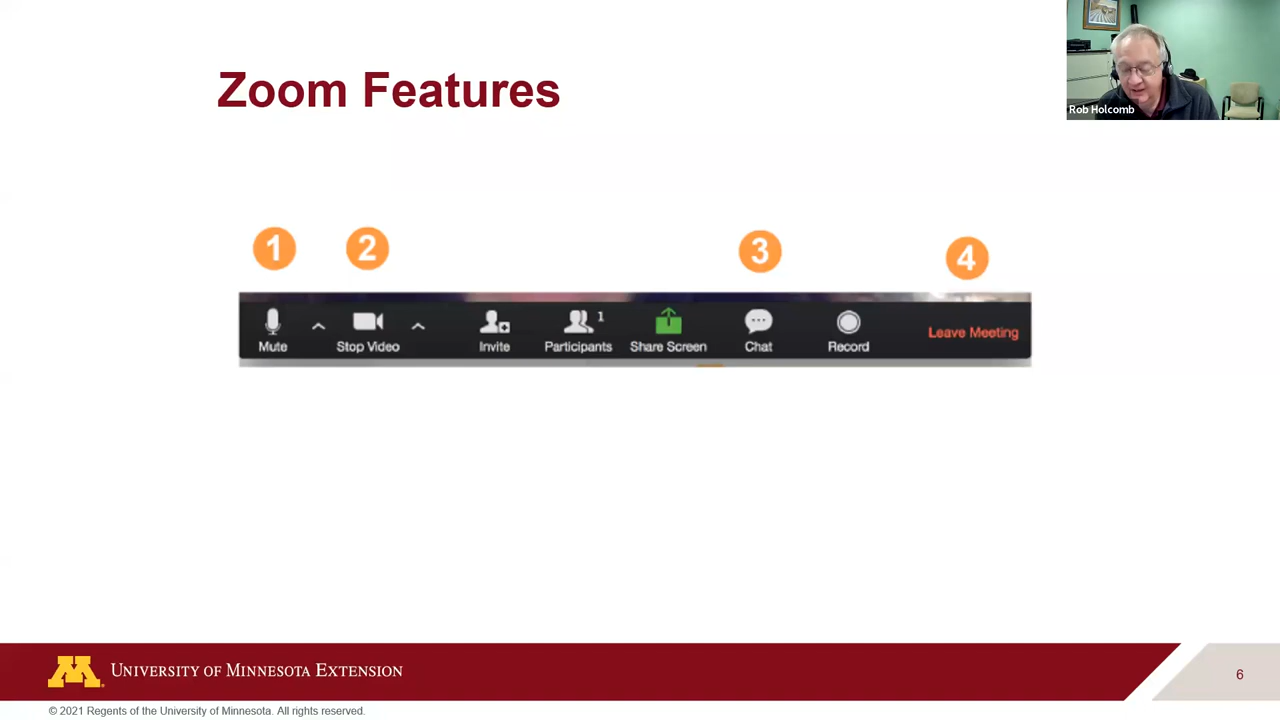 Zoom Features
Rob Holcomb
1 2 3 4
1
Mute Stop Video Invite Participants Share Screen Chat Record Leave Meeting
M
UNIVERSITY OF MINNESOTA EXTENSION
6
© 2021 Regents of the University of Minnesota. All rights reserved.